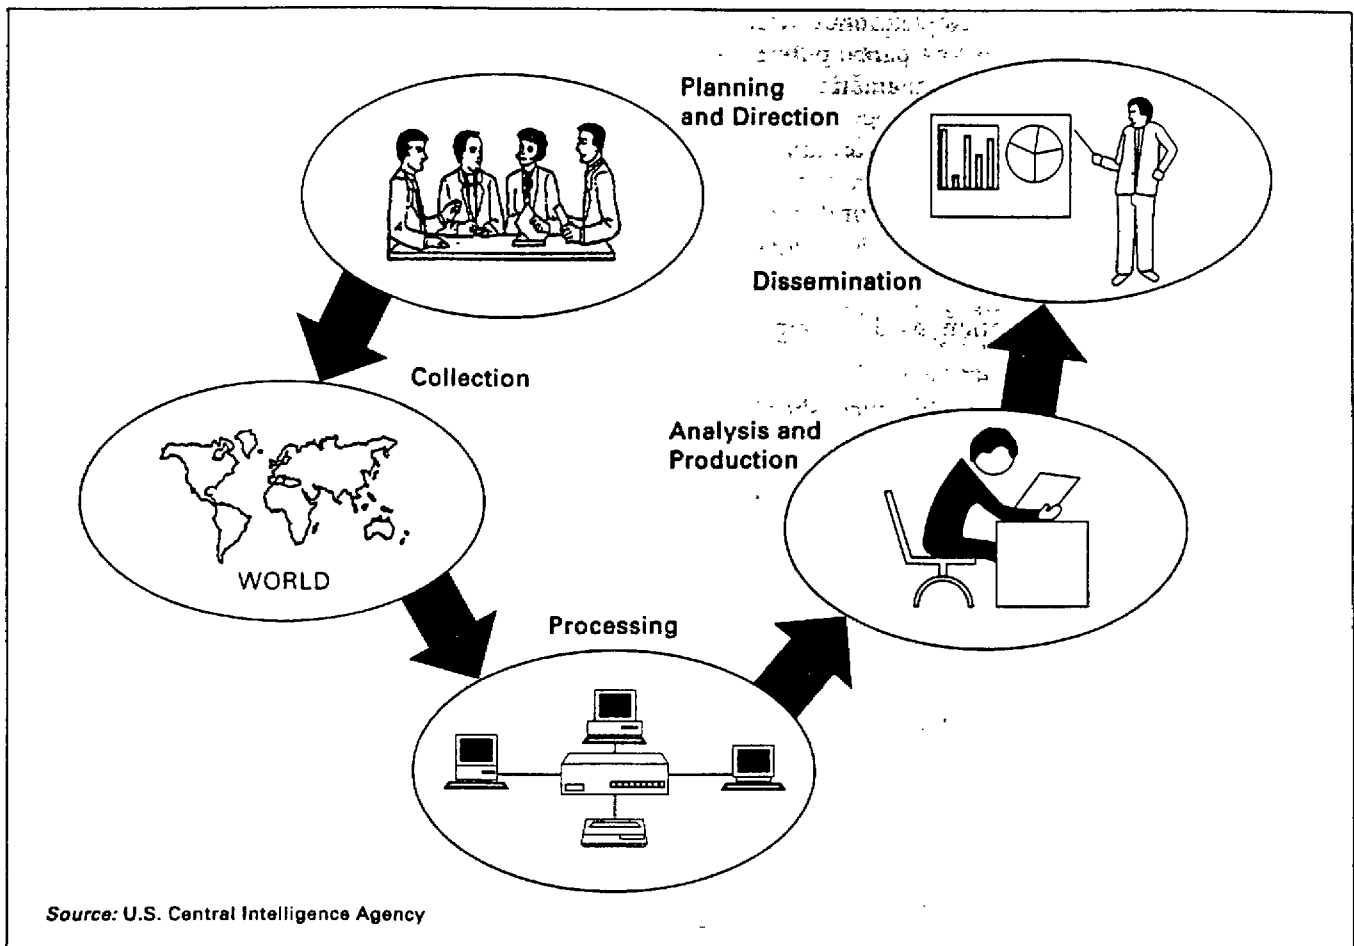 Planning
and Direction
Collection
WORLD
Processing
Analysis and
Production
Dissemination
Source: U.S. Central Intelligence Agency